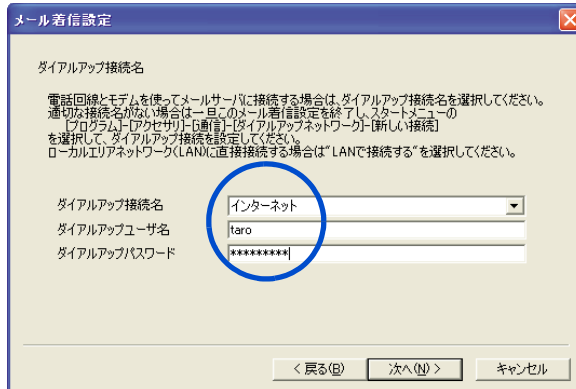 メール着信設定
ダイアルアップ接続名
電話回線とモデムを使ってメールサーバに接続する場合は、ダイアルアップ接続名を選択してください。
適切な接続名がない場合は一旦このメール着信設定を終了し、スタートメニューの
[プログラム]-[アクセサリ]-[通信]-[ダイアルアップネットワーク]-[新しい接続]
を選択して、ダイアルアップ接続を設定してください。
ローカルエリアネットワーク(LAN)に直接接続する場合は"LANで接続する"を選択してください。
ダイアルアップ接続名 インターネット
ダイアルアップユーザ名 taro
ダイアルアップパスワード *********
< 戻る(B) 次へ(N) > キャンセル